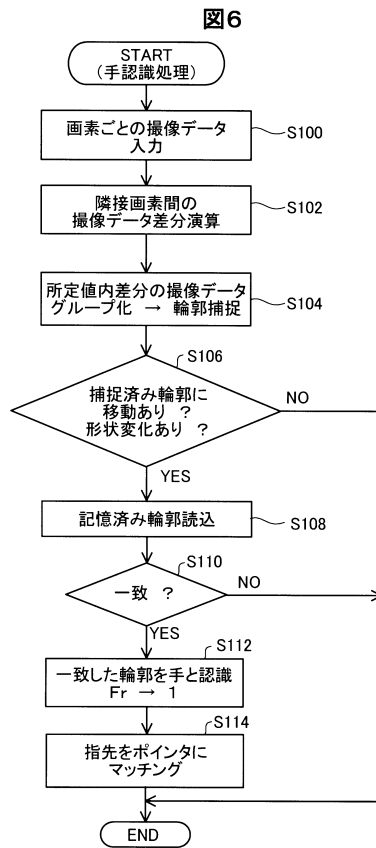 図6
START
(手認識処理)
画素ごとの撮像データ
入力
S100
隣接画素間の
撮像データ差分演算
S102
所定値内差分の撮像データ
グループ化 → 輪郭捕捉
S104
S106
捕捉済み輪郭に
移動あり ?
形状変化あり ?
NO
YES
記憶済み輪郭読込
S108
S110
一致 ?
NO
YES
S112
一致した輪郭を手と認識
Fr → 1
S114
指先をポインタに
マッチング
END